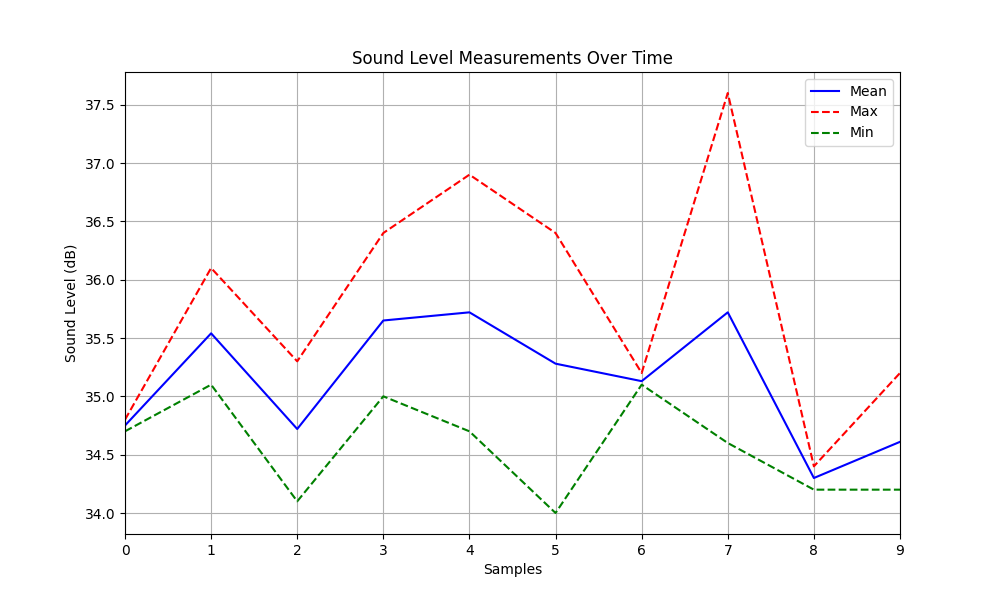 Sound Level Measurements Over Time
Mean
Max
Min
37.5
37.0
36.5
36.0
35.5
35.0
34.5
34.0
Sound Level (dB)
0 1 2 3 4 5 6 7 8 9
Samples